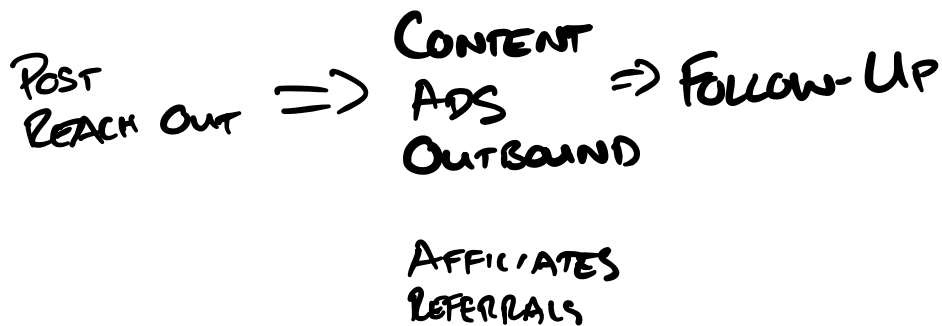 POST
REACH OUT
⇒
CONTENT
ADS
OUTBOUND
⇒
FOLLOW-UP
AFFILIATES
REFERRALS